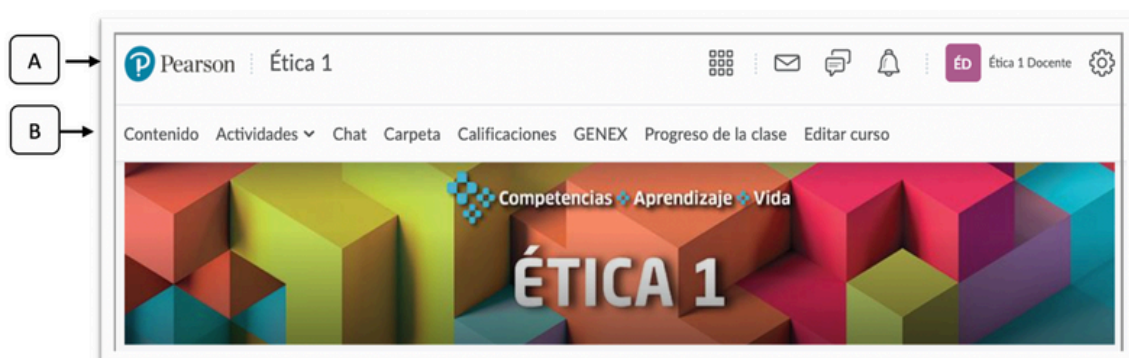 A
Pearson Ética 1 ÉD Ética 1 Docente
B
Contenido Actividades Chat Carpeta Calificaciones GENEX Progreso de la clase Editar curso
Competencias Aprendizaje Vida
ÉTICA 1